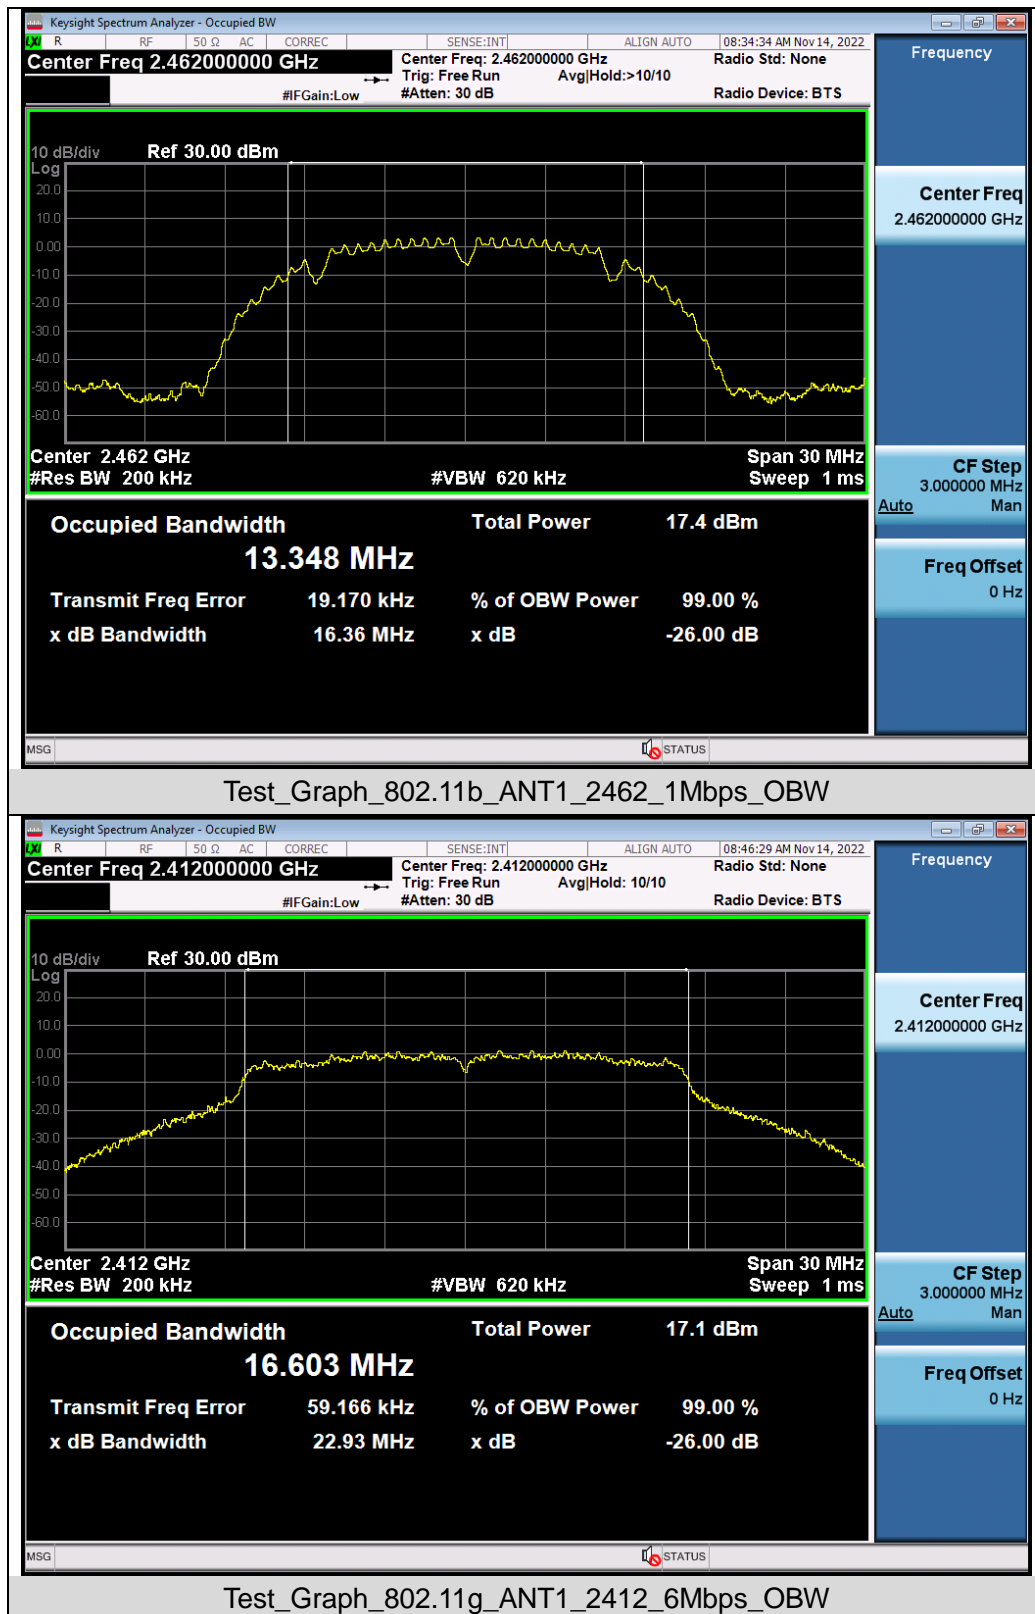 Keysight Spectrum Analyzer - Occupied BW
LXI R RF 50 Ω AC CORREC SENSE:INT ALIGN AUTO 08:34:34 AM Nov 14, 2022
Center Freq 2.462000000 GHz
Center Freq: 2.462000000 GHz
Radio Std: None
Trig: Free Run Avg|Hold:>10/10
#IFGain:Low
#Atten: 30 dB
Radio Device: BTS
10 dB/div Ref 30.00 dBm
Log
20.0
10.0
0.00
-10.0
-20.0
-30.0
-40.0
-50.0
-60.0
Center 2.462 GHz
Span 30 MHz
#Res BW 200 kHz
#VBW 620 kHz
Sweep 1 ms
Occupied Bandwidth
Total Power 17.4 dBm
13.348 MHz
Transmit Freq Error 19.170 kHz % of OBW Power 99.00 %
x dB Bandwidth 16.36 MHz x dB -26.00 dB
Frequency
Center Freq
2.462000000 GHz
CF Step
3.000000 MHz
Auto Man
Freq Offset
0 Hz
MSG STATUS
Test_Graph_802.11b_ANT1_2462_1Mbps_OBW
Keysight Spectrum Analyzer - Occupied BW
LXI R RF 50 Ω AC CORREC SENSE:INT ALIGN AUTO 08:46:29 AM Nov 14, 2022
Center Freq 2.412000000 GHz
Center Freq: 2.412000000 GHz
Radio Std: None
Trig: Free Run Avg|Hold: 10/10
#IFGain:Low
#Atten: 30 dB
Radio Device: BTS
10 dB/div Ref 30.00 dBm
Log
20.0
10.0
0.00
-10.0
-20.0
-30.0
-40.0
-50.0
-60.0
Center 2.412 GHz
Span 30 MHz
#Res BW 200 kHz
#VBW 620 kHz
Sweep 1 ms
Occupied Bandwidth
Total Power 17.1 dBm
16.603 MHz
Transmit Freq Error 59.166 kHz % of OBW Power 99.00 %
x dB Bandwidth 22.93 MHz x dB -26.00 dB
Frequency
Center Freq
2.412000000 GHz
CF Step
3.000000 MHz
Auto Man
Freq Offset
0 Hz
MSG STATUS
Test_Graph_802.11g_ANT1_2412_6Mbps_OBW